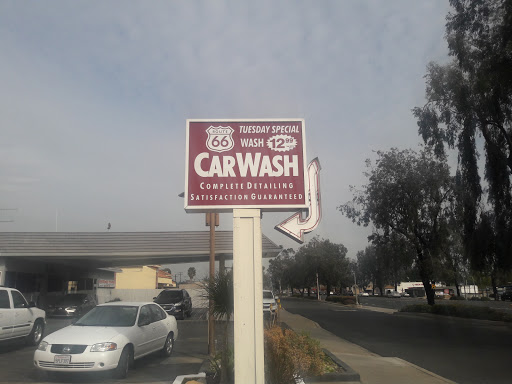 ROUTE
66
TUESDAY SPECIAL
WASH 12.99
CARWASH
COMPLETE DETAILING
SATISFACTION GUARANTEED